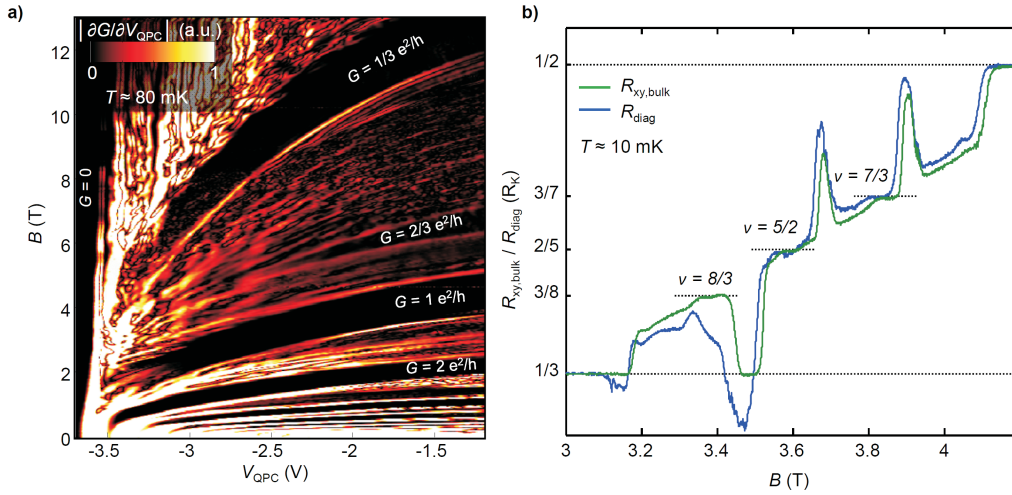 a)
|∂G/∂V_QPC| (a.u.)
0 1
T ≈ 80 mK
G = 0
G = 1/3 e²/h
G = 2/3 e²/h
G = 1 e²/h
G = 2 e²/h
12
10
8
6
4
2
0
B (T)
-3.5 -3 -2.5 -2 -1.5
V_QPC (V)
b)
R_xy,bulk
R_diag
T ≈ 10 mK
ν = 7/3
ν = 5/2
ν = 8/3
1/2
3/7
2/5
3/8
1/3
R_xy,bulk / R_diag (R_K)
3 3.2 3.4 3.6 3.8 4
B (T)